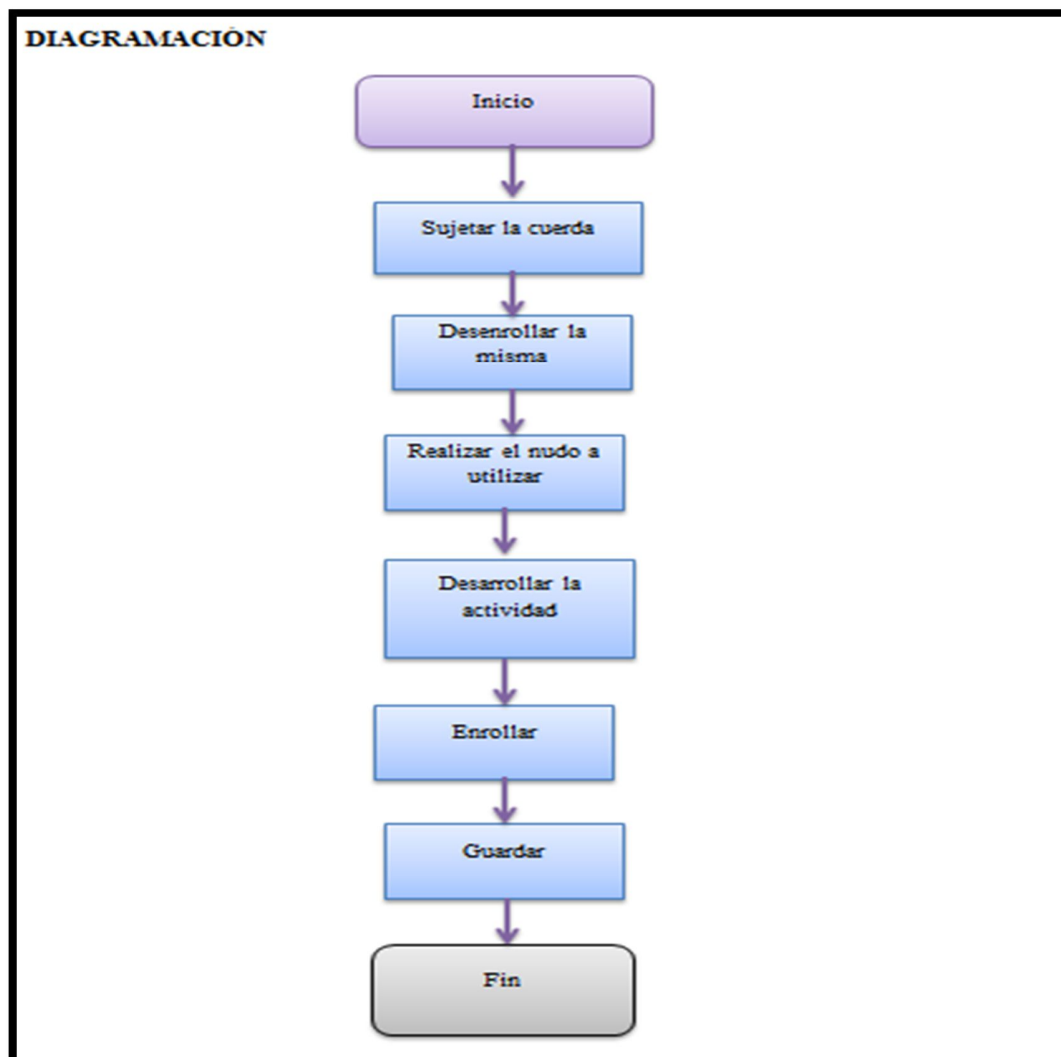 DIAGRAMACIÓN
Inicio
Sujetar la cuerda
Desenrollar la
misma
Realizar el nudo a
utilizar
Desarrollar la
actividad
Enrollar
Guardar
Fin